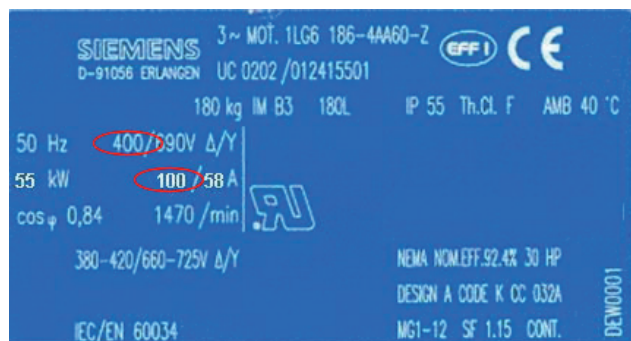 SIEMENS
D-91056 ERLANGEN
3~ MOT. 1LG6 186-4AA60-Z
UC 0202 /012415501
EFF I
CE
180 kg IM B3 180L IP 55 Th.Cl. F AMB 40 °C
50 Hz 400/690V Δ/Y
55 kW 100/58 A
cosφ 0,84 1470 /min
RU
380-420/660-725V Δ/Y
NEMA NOM.EFF.92.4% 30 HP
DESIGN A CODE K CC 032A
IEC/EN 60034
MG1-12 SF 1.15 CONT.
DEW0001